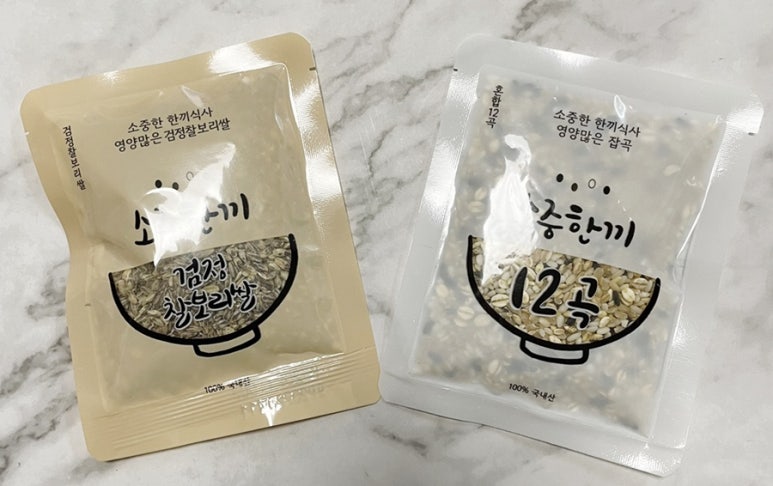 검정찰보리쌀
소중한 한끼식사
영양많은 검정찰보리쌀
한끼
검정
찰보리쌀
100% 국내산
혼합12곡
소중한 한끼식사
영양많은 잡곡
중한끼
12곡
100% 국내산